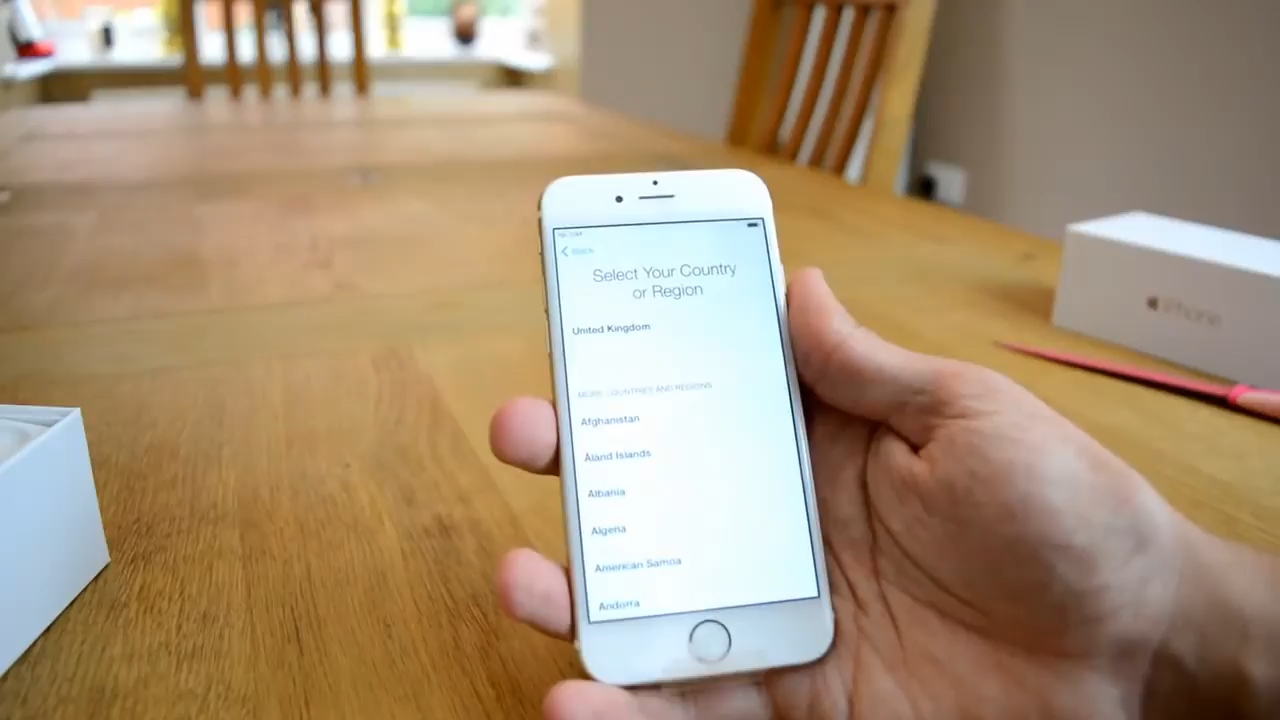 Back
Select Your Country
or Region
United Kingdom
MORE COUNTRIES AND REGIONS
Afghanistan
Åland Islands
Albania
Algeria
American Samoa
Andorra
iPhone